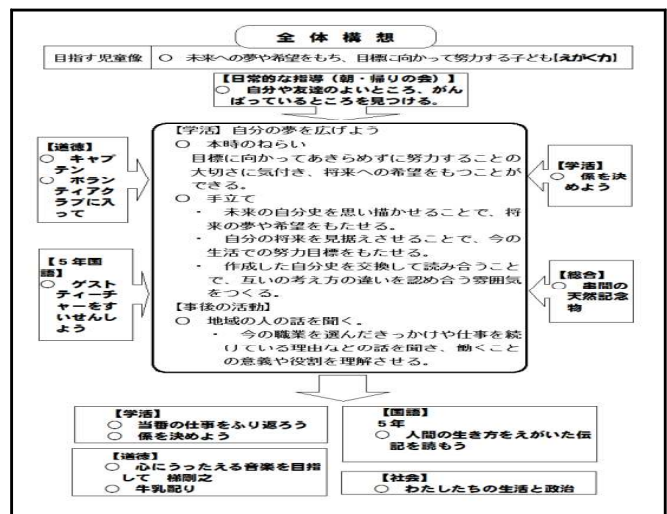 全体構想
目指す児童像 ○ 未来への夢や希望をもち、目標に向かって努力する子ども【えがく力】
【日常的な指導（朝・帰りの会）】
○ 自分や友達のよいところ、がん
ばっているところを見つける。
【道徳】
○ キャプ
テン
○ ボラン
ティアク
ラブに入
って
【５年国
語】
○ ゲスト
ティーチ
ャーをす
いせんし
よう
【学活】自分の夢を広げよう
○ 本時のねらい
目標に向かってあきらめずに努力することの
大切さに気付き、将来への希望をもつことが
できる。
○ 手立て
・ 未来の自分史を思い描かせることで、将
来の夢や希望をもたせる。
・ 自分の将来を見据えさせることで、今の
生活での努力目標をもたせる。
・ 作成した自分史を交換して読み合うこと
で、互いの考え方の違いを認め合う雰囲気
をつくる。
【事後の活動】
○ 地域の人の話を聞く。
・ 今の職業を選んだきっかけや仕事を続
けている理由などの話を聞き、働くこと
の意義や役割を理解させる。
【学活】
○ 係を決
めよう
【総合】
○ 串間の
天然記念
物
【学活】
○ 当番の仕事をふり返ろう
○ 係を決めよう
【道徳】
○ 心にうったえる音楽を目指
して 梯剛之
○ 牛乳配り
【国語】
５年
○ 人間の生き方をえがいた伝
記を読もう
【社会】
○ わたしたちの生活と政治